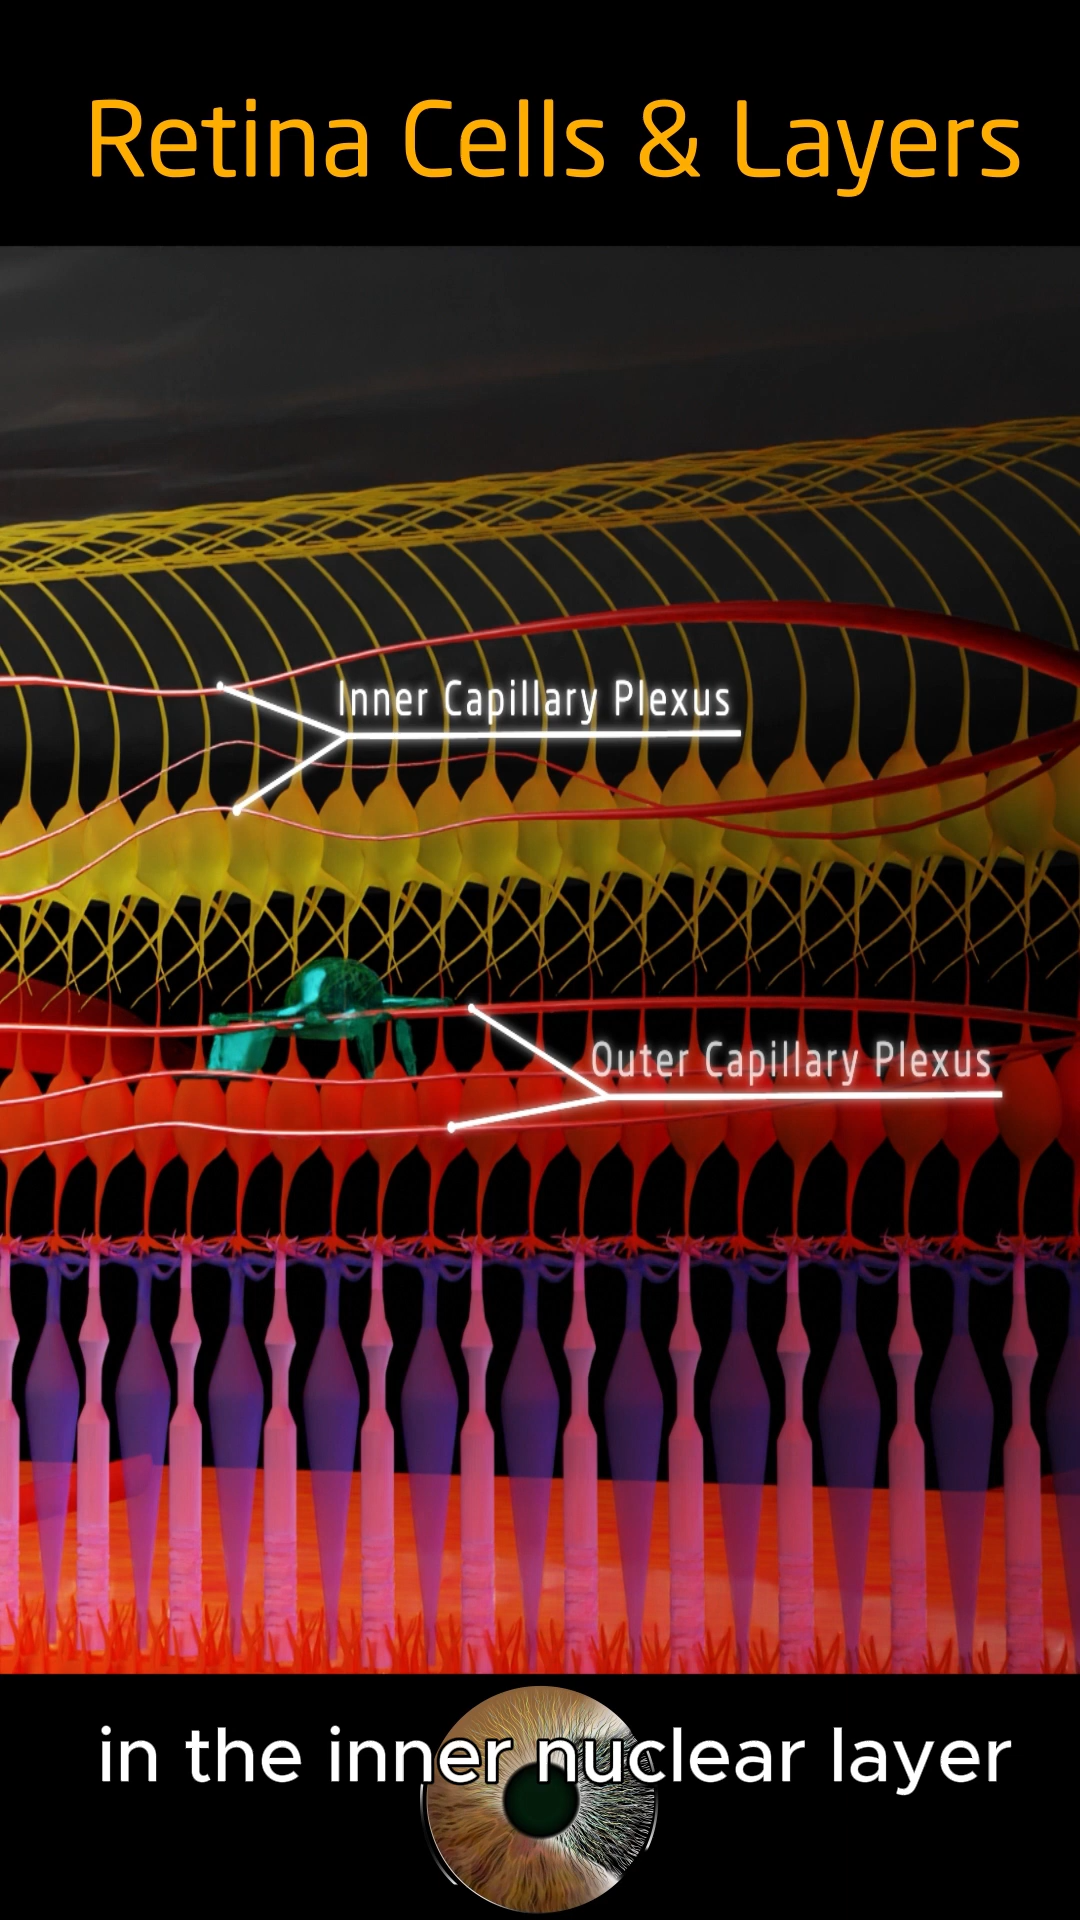 Retina Cells & Layers
Inner Capillary Plexus
Outer Capillary Plexus
in the inner nuclear layer